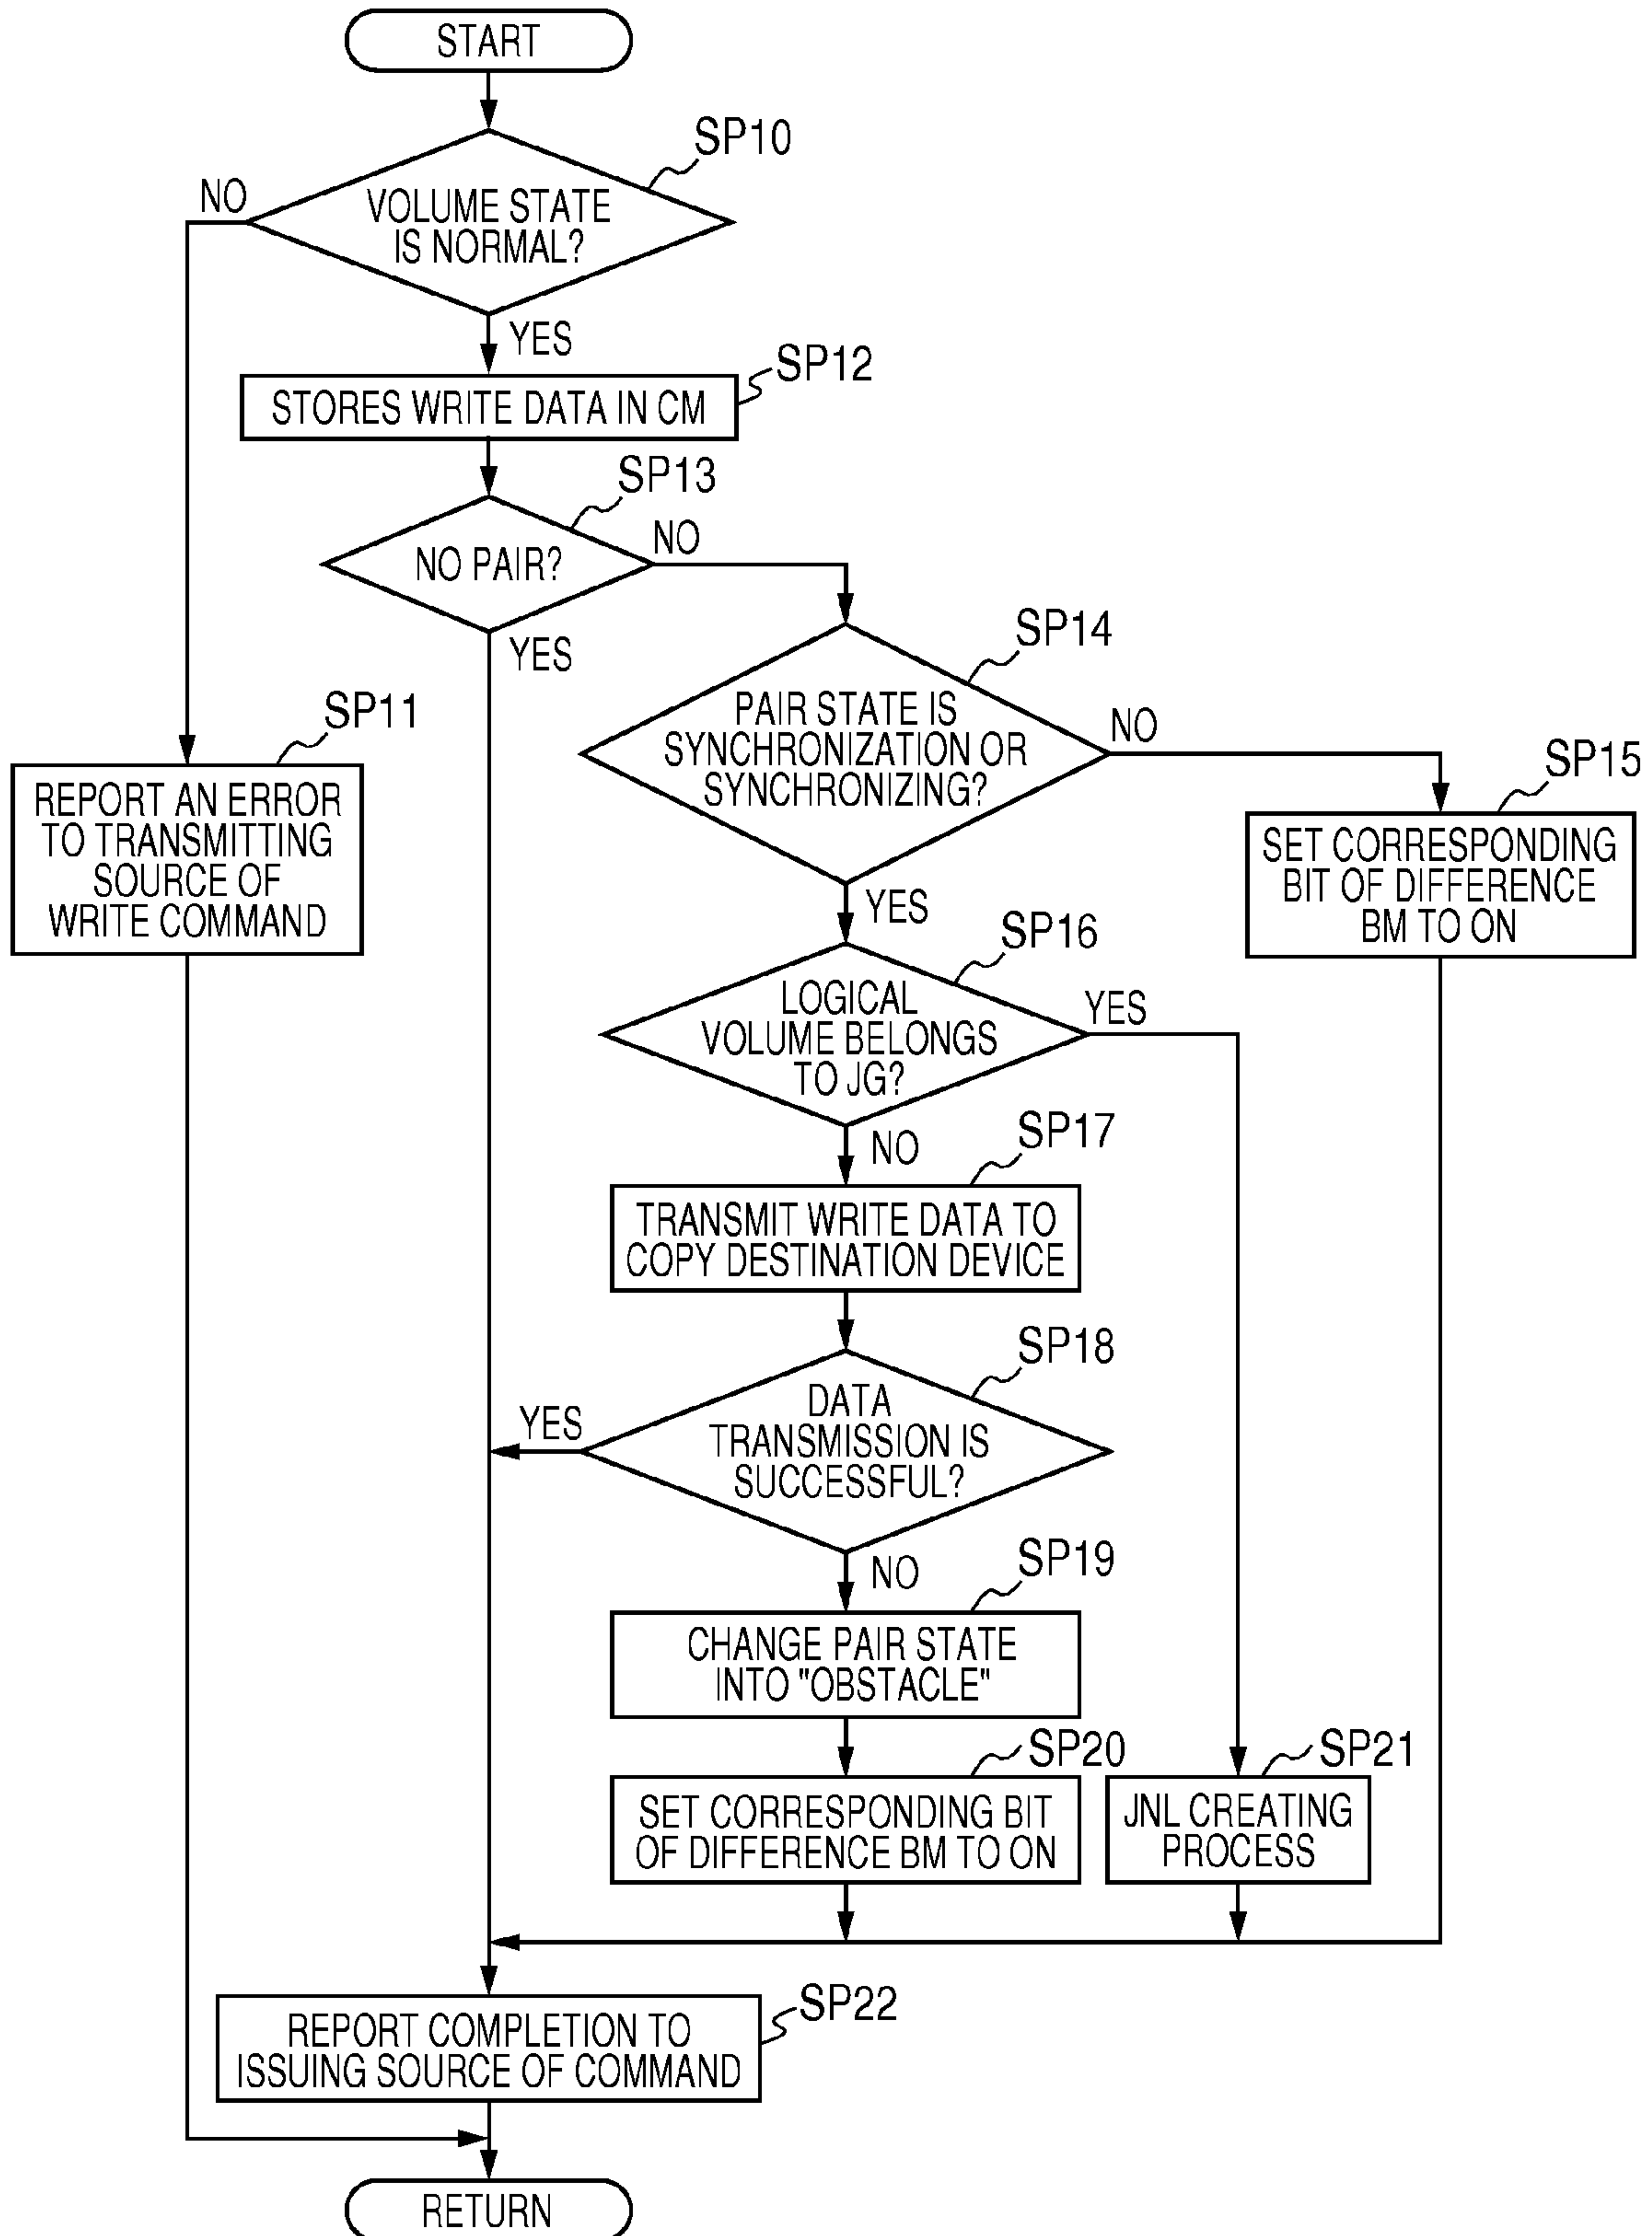 START
SP10
NO
VOLUME STATE
IS NORMAL?
YES
SP12
STORES WRITE DATA IN CM
SP13
NO PAIR?
NO
YES
SP14
PAIR STATE IS
SYNCHRONIZATION OR
SYNCHRONIZING?
NO
YES
SP11
REPORT AN ERROR
TO TRANSMITTING
SOURCE OF
WRITE COMMAND
SP15
SET CORRESPONDING
BIT OF DIFFERENCE
BM TO ON
SP16
LOGICAL
VOLUME BELONGS
TO JG?
YES
NO
SP17
TRANSMIT WRITE DATA TO
COPY DESTINATION DEVICE
SP18
DATA
TRANSMISSION IS
SUCCESSFUL?
YES
NO
SP19
CHANGE PAIR STATE
INTO "OBSTACLE"
SP20
SET CORRESPONDING BIT
OF DIFFERENCE BM TO ON
SP21
JNL CREATING
PROCESS
SP22
REPORT COMPLETION TO
ISSUING SOURCE OF COMMAND
RETURN